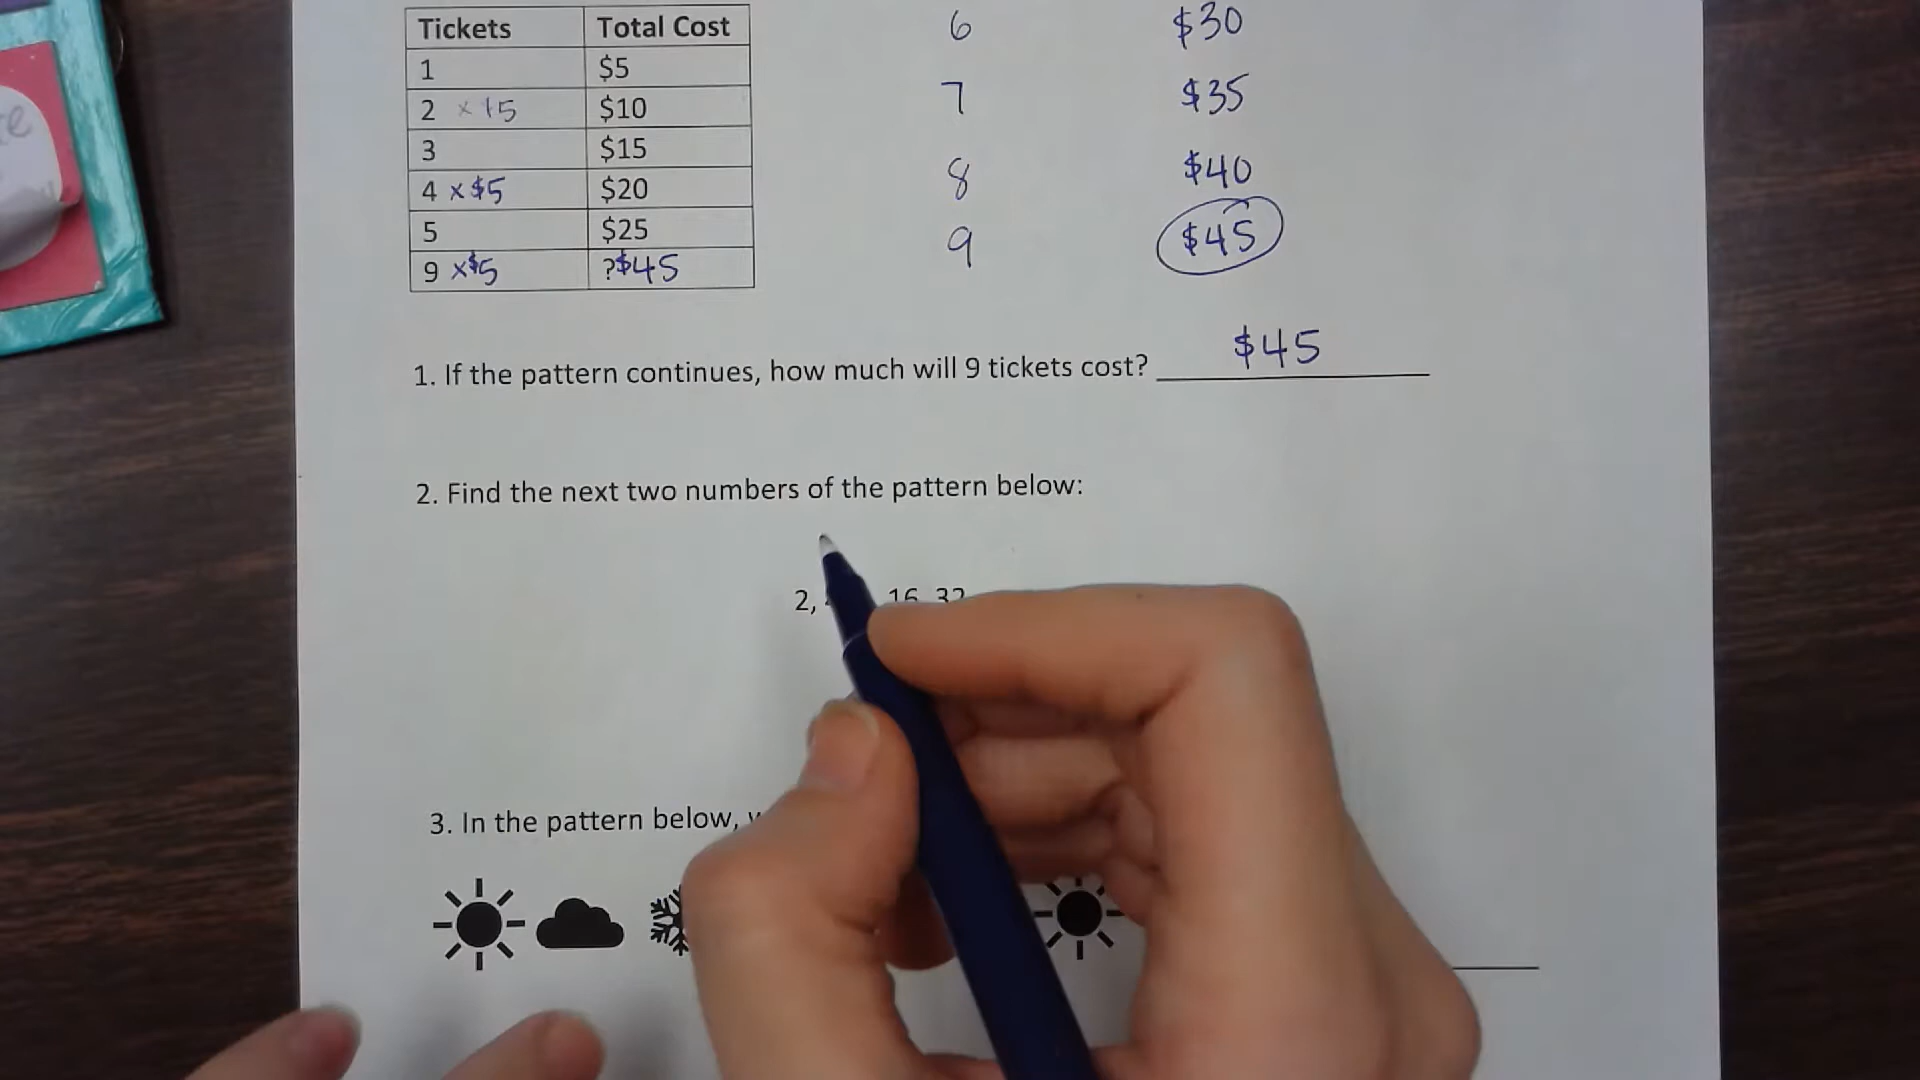 Tickets Total Cost 6 $30
1 $5
2 x 15 $10 7 $35
3 $15
4 x $5 $20 8 $40
5 $25 9 $45
9 x $5 ?$45
1. If the pattern continues, how much will 9 tickets cost? $45
2. Find the next two numbers of the pattern below:
2, 16, 32
3. In the pattern below,